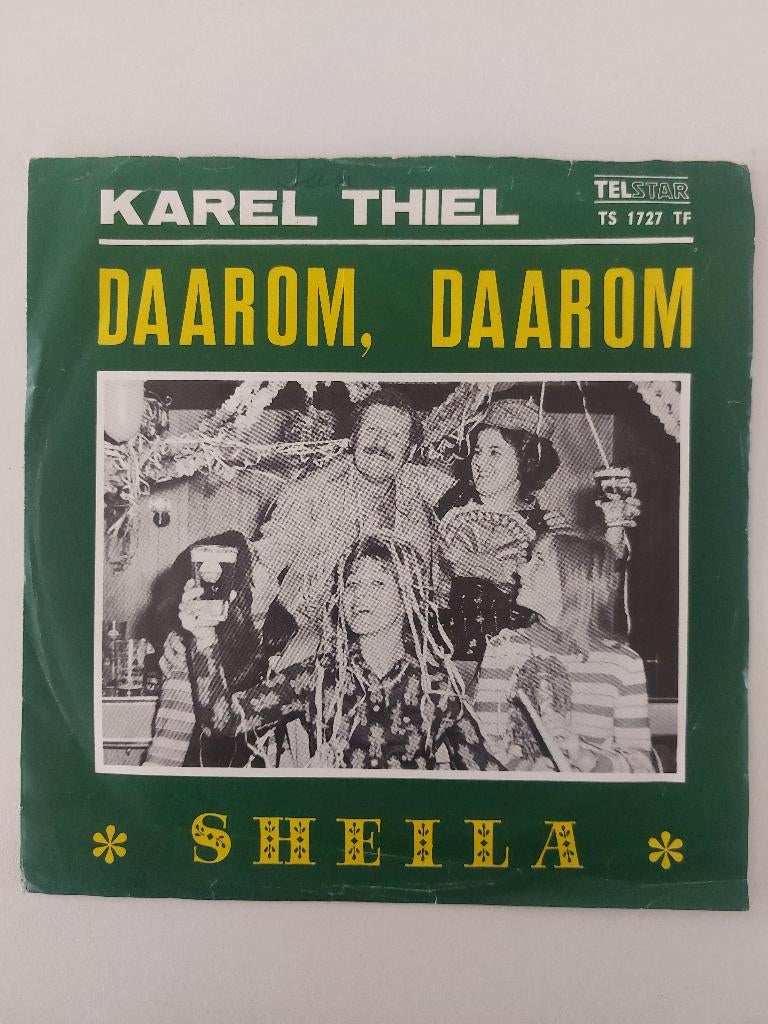 KAREL THIEL
TELSTAR
TS 1727 TF
DAAROM, DAAROM
* SHEILA *